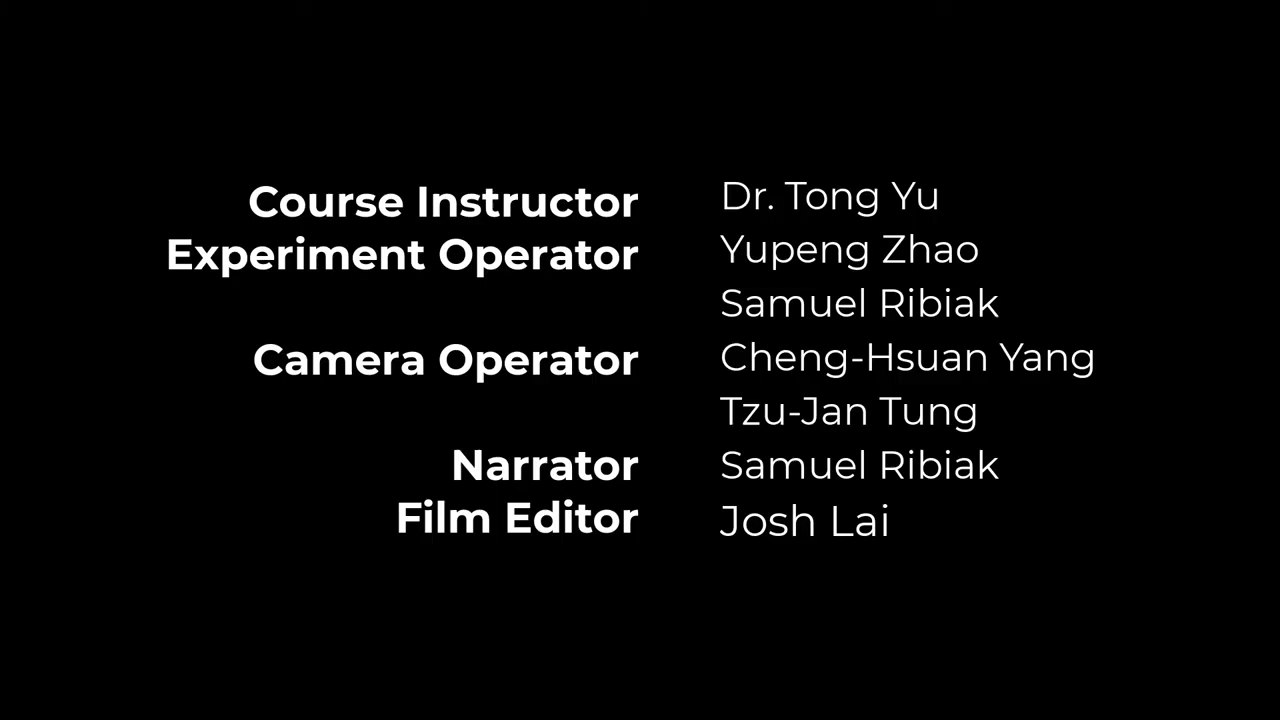 Course Instructor Dr. Tong Yu
Experiment Operator Yupeng Zhao
Samuel Ribiak
Camera Operator Cheng-Hsuan Yang
Tzu-Jan Tung
Narrator Samuel Ribiak
Film Editor Josh Lai